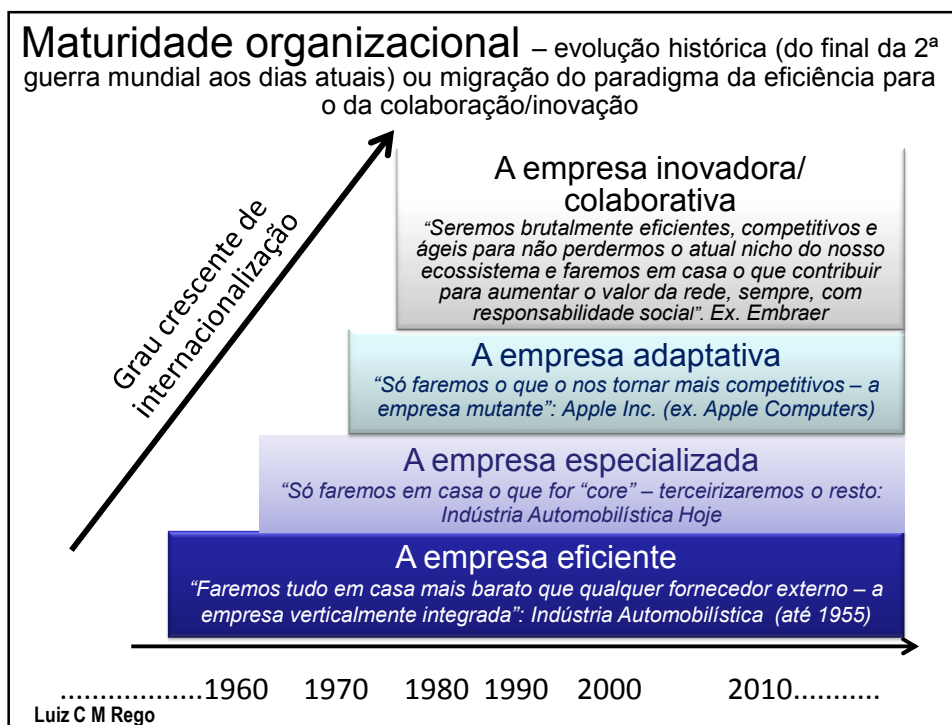 Maturidade organizacional – evolução histórica (do final da 2ª
guerra mundial aos dias atuais) ou migração do paradigma da eficiência para
o da colaboração/inovação
Grau crescente de
internacionalização
A empresa inovadora/
colaborativa
“Seremos brutalmente eficientes, competitivos e
ágeis para não perdermos o atual nicho do nosso
ecossistema e faremos em casa o que contribuir
para aumentar o valor da rede, sempre, com
responsabilidade social”. Ex. Embraer
A empresa adaptativa
“Só faremos o que o nos tornar mais competitivos – a
empresa mutante”: Apple Inc. (ex. Apple Computers)
A empresa especializada
“Só faremos em casa o que for “core” – terceirizaremos o resto:
Indústria Automobilística Hoje
A empresa eficiente
“Faremos tudo em casa mais barato que qualquer fornecedor externo – a
empresa verticalmente integrada”: Indústria Automobilística (até 1955)
..................1960 1970 1980 1990 2000 2010...........
Luiz C M Rego